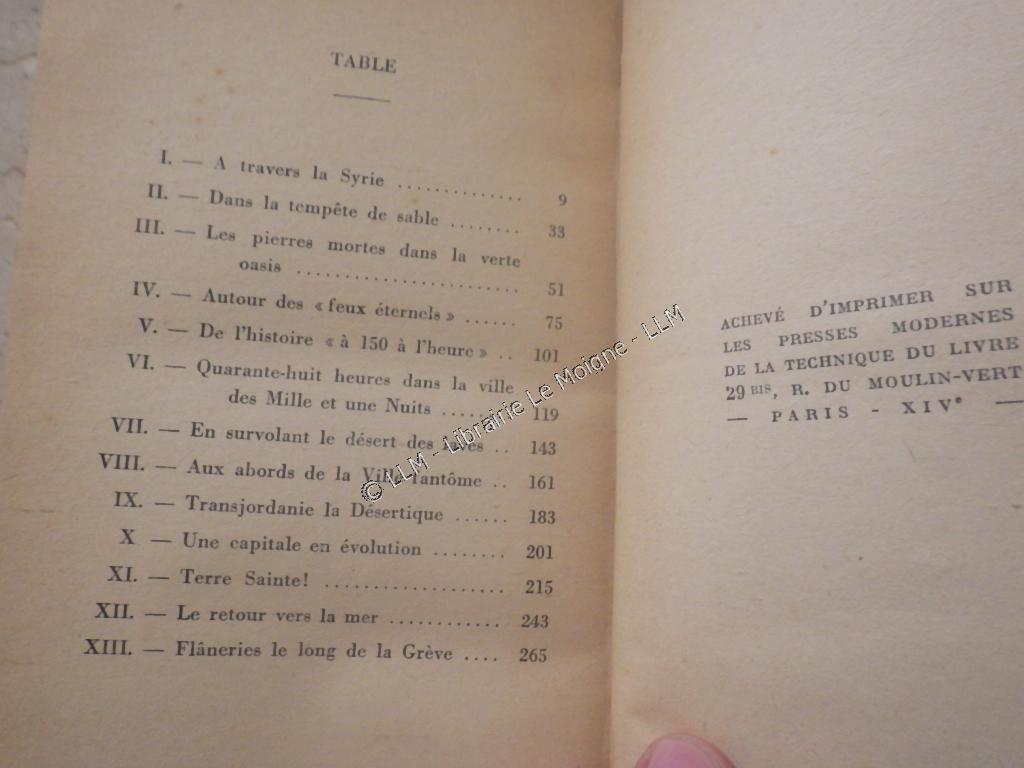 TABLE
I. — A travers la Syrie .............. 9
II. — Dans la tempête de sable ........ 33
III. — Les pierres mortes dans la verte
oasis ........................ 51
IV. — Autour des « feux éternels » ...... 75
V. — De l'histoire « à 150 à l'heure » .. 101
VI. — Quarante-huit heures dans la ville
des Mille et une Nuits ........ 119
VII. — En survolant le désert des laves .. 143
VIII. — Aux abords de la Ville fantôme .. 161
IX. — Transjordanie la Désertique ...... 183
X — Une capitale en évolution ........ 201
XI. — Terre Sainte! .................. 215
XII. — Le retour vers la mer ............ 243
XIII. — Flâneries le long de la Grève .... 265
© LLM - Librairie Le Moigne - LLM
ACHEVÉ D'IMPRIMER SUR
LES PRESSES MODERNES
DE LA TECHNIQUE DU LIVRE
29 BIS, R. DU MOULIN-VERT
— PARIS - XIVe —